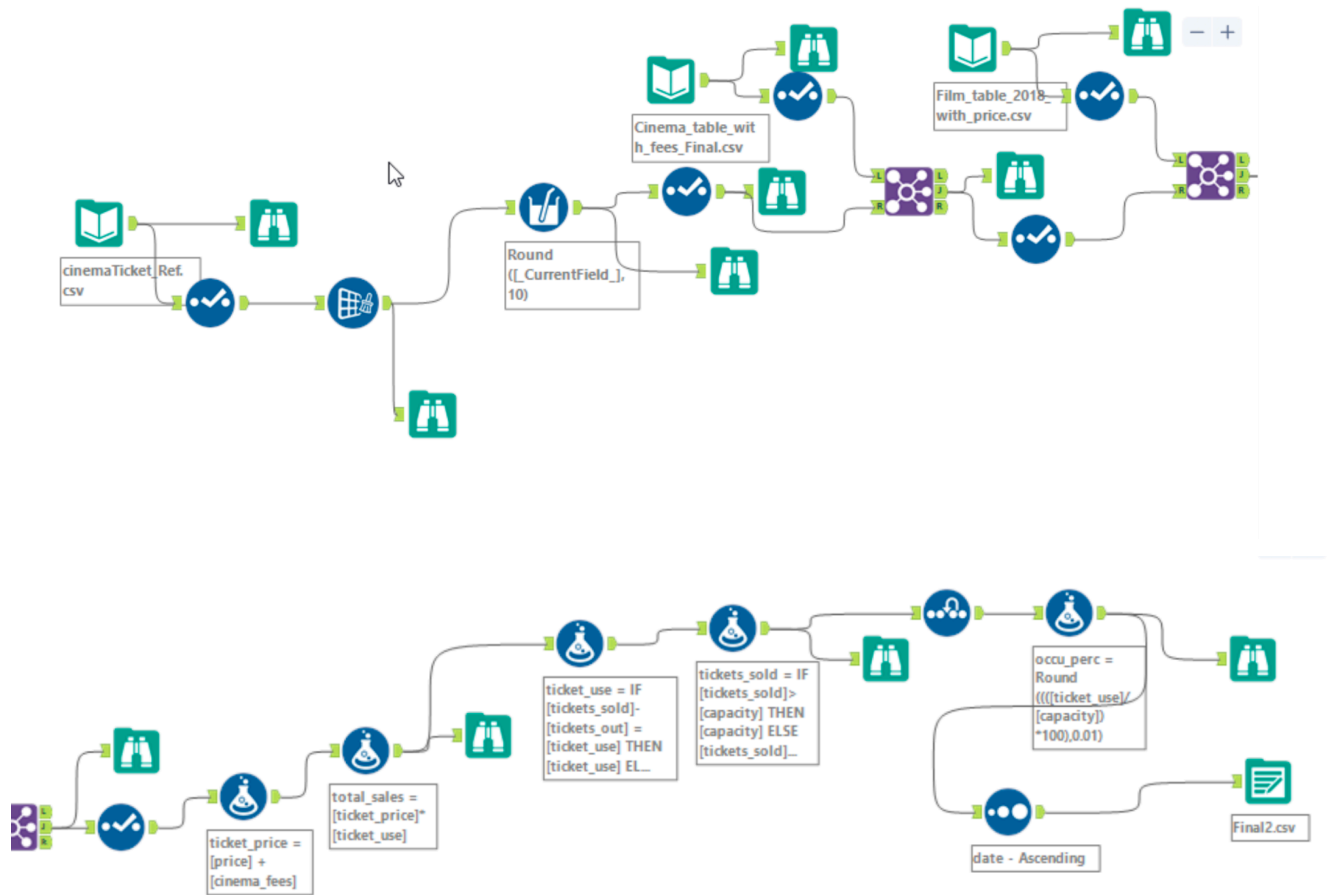 Cinema_table_wit
h_fees_Final.csv
Film_table_2018_
with_price.csv
cinemaTicket_Ref.
csv
Round
([_CurrentField_],
10)
L
J
R
L
R
L
J
R
L
R
L
J
R
ticket_price =
[price] +
[cinema_fees]
total_sales =
[ticket_price]*
[ticket_use]
ticket_use = IF
[tickets_sold]-
[tickets_out] =
[ticket_use] THEN
[ticket_use] EL...
tickets_sold = IF
[tickets_sold]>
[capacity] THEN
[capacity] ELSE
[tickets_sold]...
occu_perc =
Round
(((([ticket_use]/
[capacity])
*100),0.01)
date - Ascending
Final2.csv